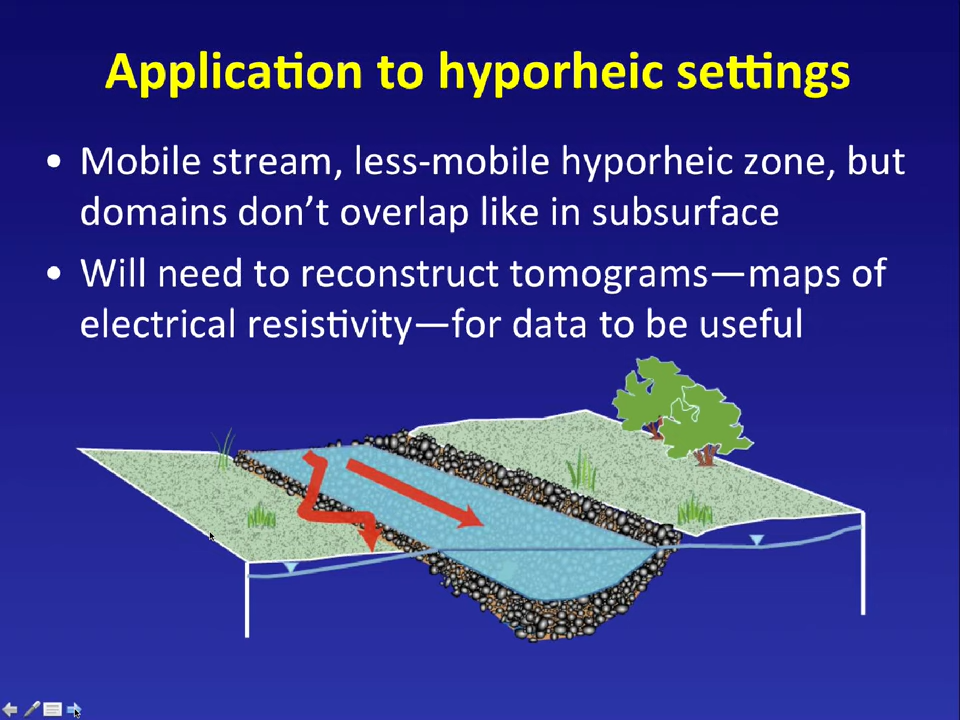 Application to hyporheic settings
• Mobile stream, less-mobile hyporheic zone, but
domains don’t overlap like in subsurface
• Will need to reconstruct tomograms—maps of
electrical resistivity—for data to be useful